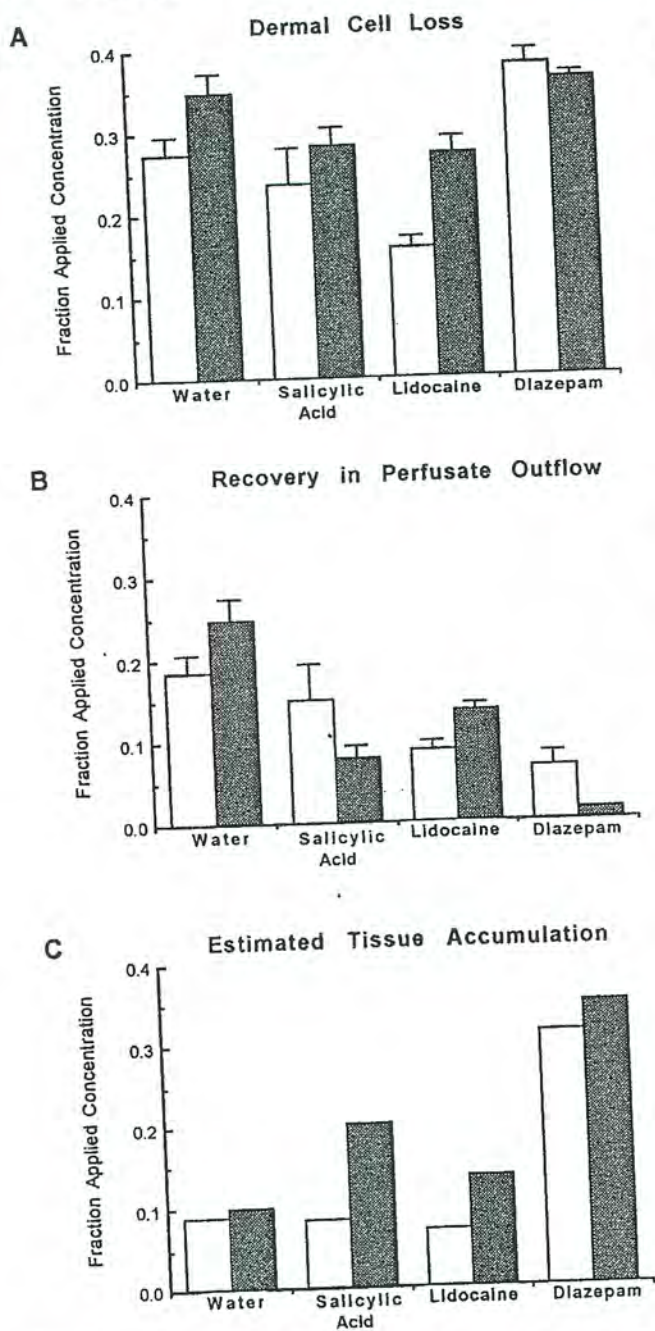 A
Dermal Cell Loss
Fraction Applied Concentration
0.4
0.3
0.2
0.1
0.0
Water
Salicylic
Acid
Lidocaine
Diazepam
B
Recovery in Perfusate Outflow
Fraction Applied Concentration
0.4
0.3
0.2
0.1
0.0
Water
Salicylic
Acid
Lidocaine
Diazepam
C
Estimated Tissue Accumulation
Fraction Applied Concentration
0.4
0.3
0.2
0.1
0.0
Water
Salicylic
Acid
Lidocaine
Diazepam